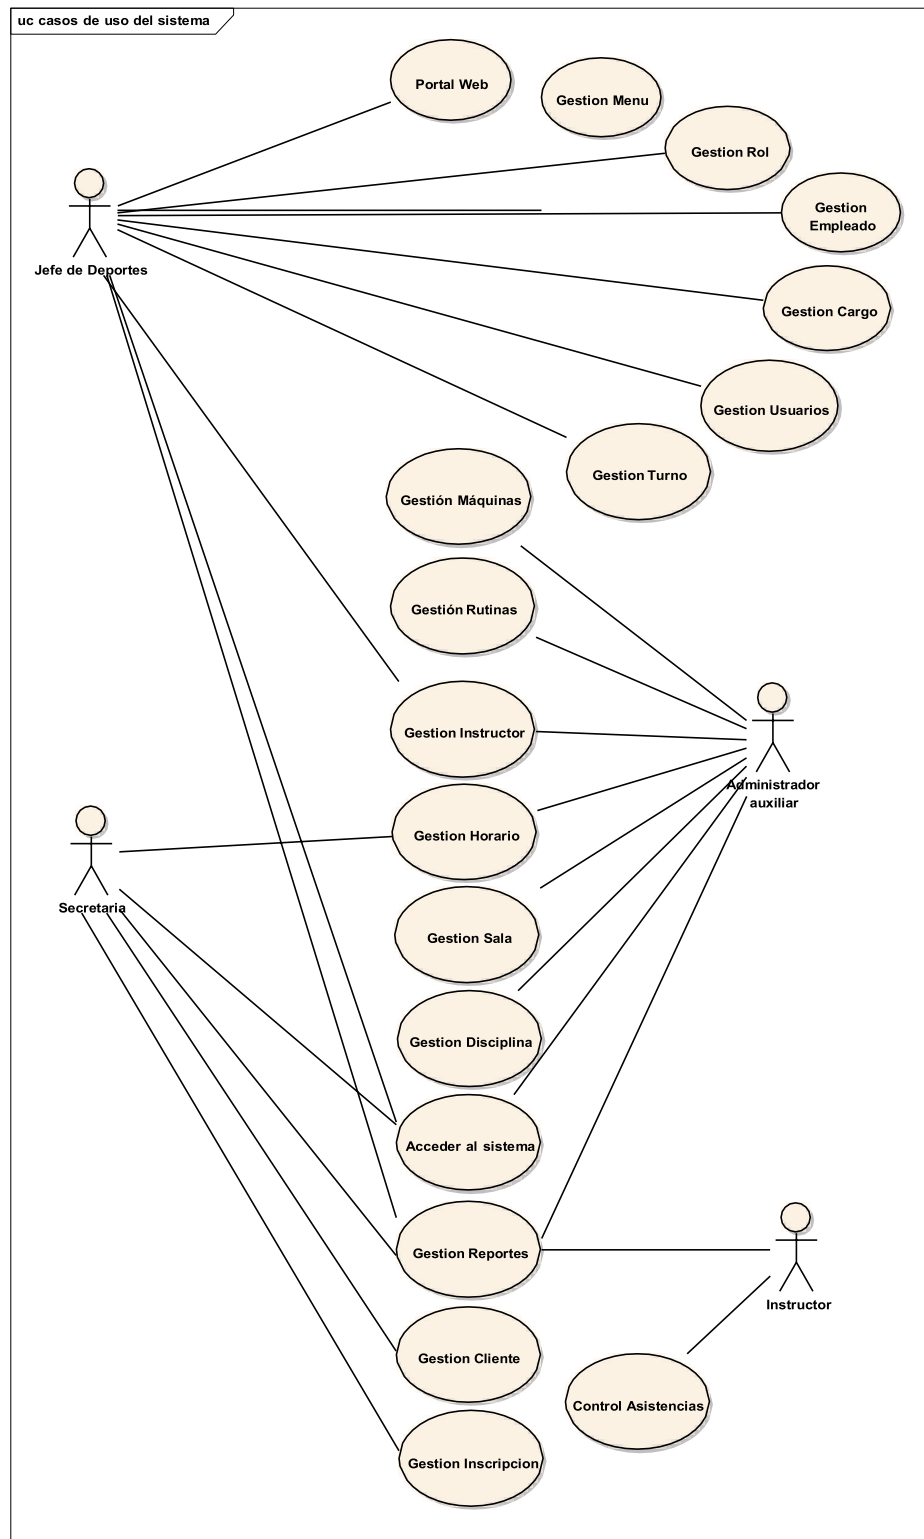 uc casos de uso del sistema
Portal Web
Gestion Menu
Gestion Rol
Gestion
Empleado
Jefe de Deportes
Gestion Cargo
Gestion Usuarios
Gestion Turno
Gestión Máquinas
Gestión Rutinas
Gestion Instructor
Administrador
auxiliar
Gestion Horario
Secretaria
Gestion Sala
Gestion Disciplina
Acceder al sistema
Gestion Reportes
Instructor
Gestion Cliente
Control Asistencias
Gestion Inscripcion